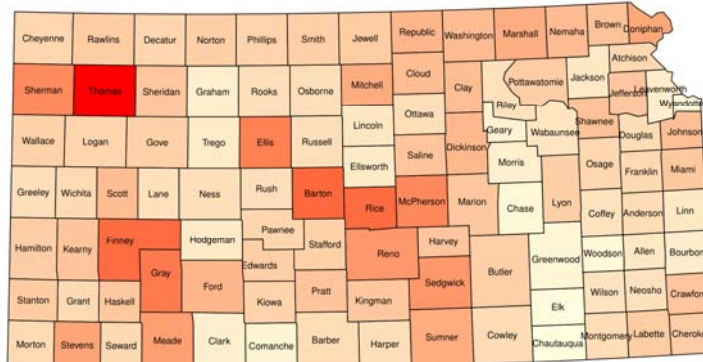 Cheyenne Rawlins Decatur Norton Phillips Smith Jewell Republic Washington Marshall Nemaha Brown Doniphan
Atchison
Sherman Thomas Sheridan Graham Rooks Osborne Mitchell Cloud Clay Pottawatomie Jackson Jefferson Leavenworth
Wyandotte
Ottawa Riley
Wallace Logan Gove Trego Ellis Russell Lincoln Geary Wabaunsee Shawnee Douglas Johnson
Saline Dickinson Morris
Ellsworth
Greeley Wichita Scott Lane Ness Rush Barton Rice McPherson Marion Chase Lyon Osage Franklin Miami
Pawnee Coffey Anderson Linn
Hamilton Kearny Finney Hodgeman Stafford Reno Harvey Greenwood Woodson Allen Bourbon
Gray Ford Edwards Sedgwick Butler
Stanton Grant Haskell Kiowa Pratt Kingman Elk Wilson Neosho Crawford
Morton Stevens Seward Meade Clark Comanche Barber Harper Sumner Cowley Chautauqua Montgomery Labette Cheroke